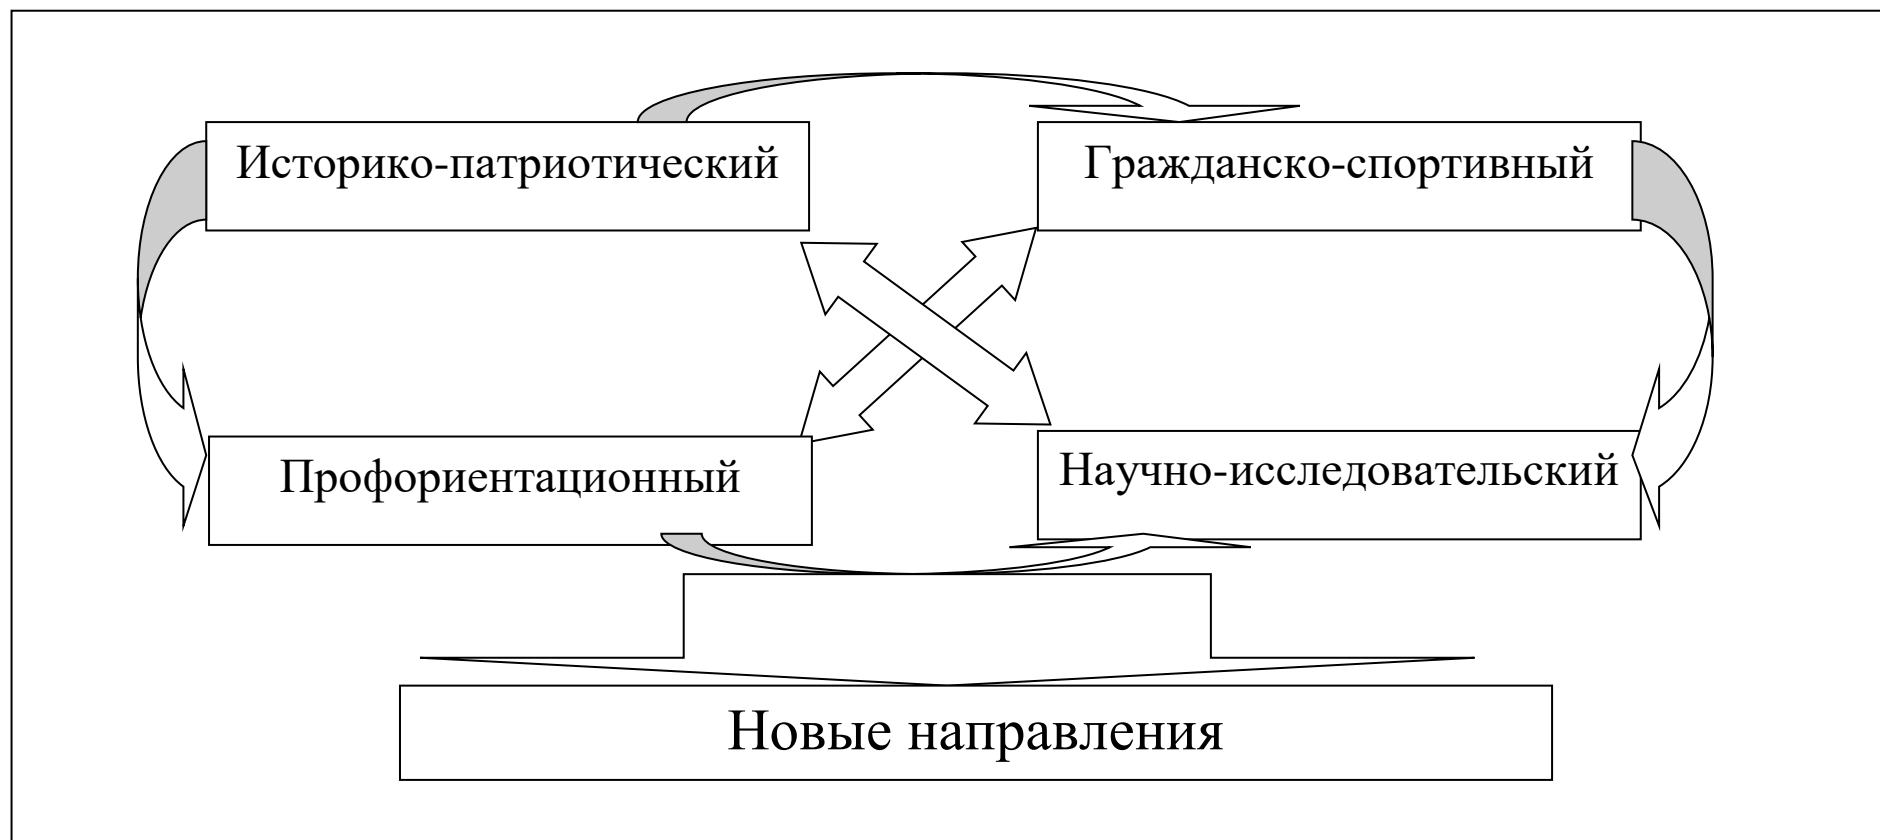 Историко-патриотический
Гражданско-спортивный
Профориентационный
Научно-исследовательский
Новые направления